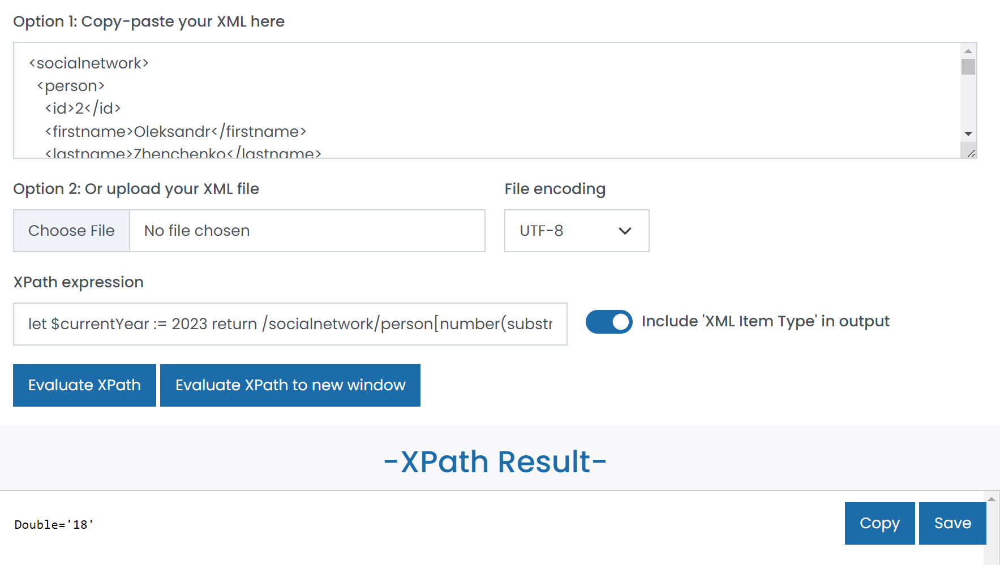 Option 1: Copy-paste your XML here
<socialnetwork>
<person>
<id>2</id>
<firstname>Oleksandr</firstname>
<lastname>Zhenchenko</lastname>
Option 2: Or upload your XML file
File encoding
Choose File
No file chosen
UTF-8
XPath expression
let $currentYear := 2023 return /socialnetwork/person[number(substr
Include 'XML Item Type' in output
Evaluate XPath
Evaluate XPath to new window
-XPath Result-
Double='18'
Copy
Save